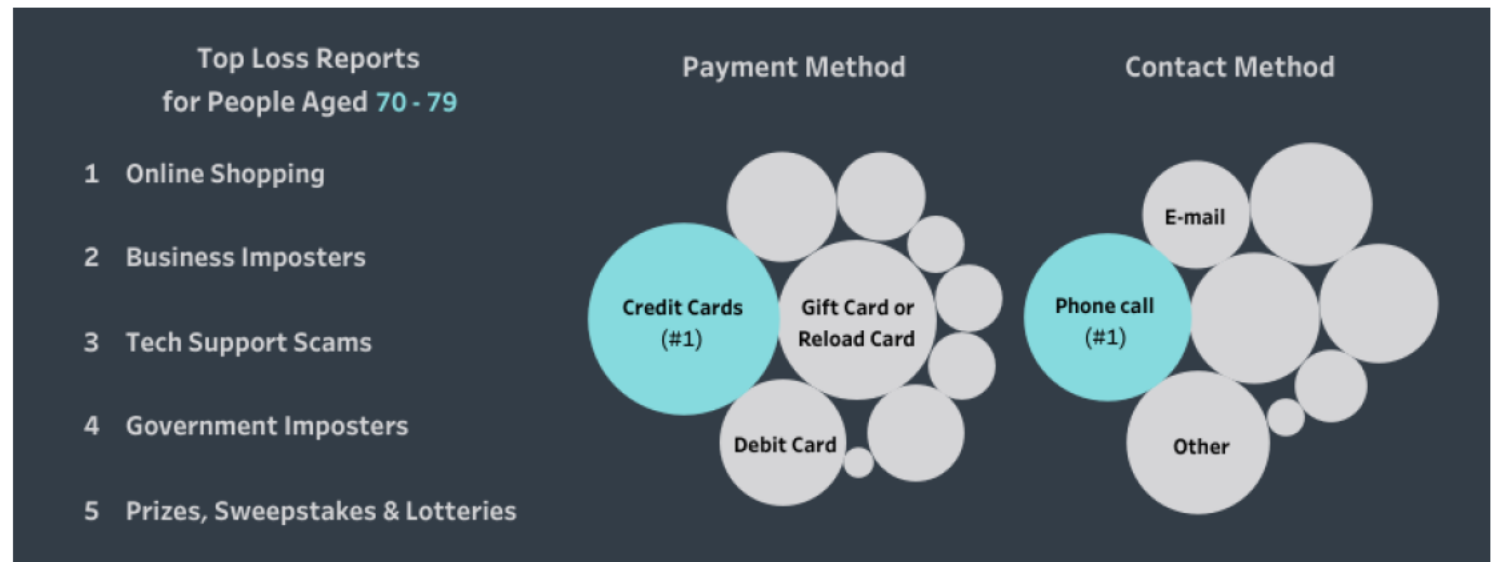 Top Loss Reports
for People Aged 70 - 79
1 Online Shopping
2 Business Imposters
3 Tech Support Scams
4 Government Imposters
5 Prizes, Sweepstakes & Lotteries
Payment Method
Credit Cards
(#1)
Gift Card or
Reload Card
Debit Card
Contact Method
E-mail
Phone call
(#1)
Other